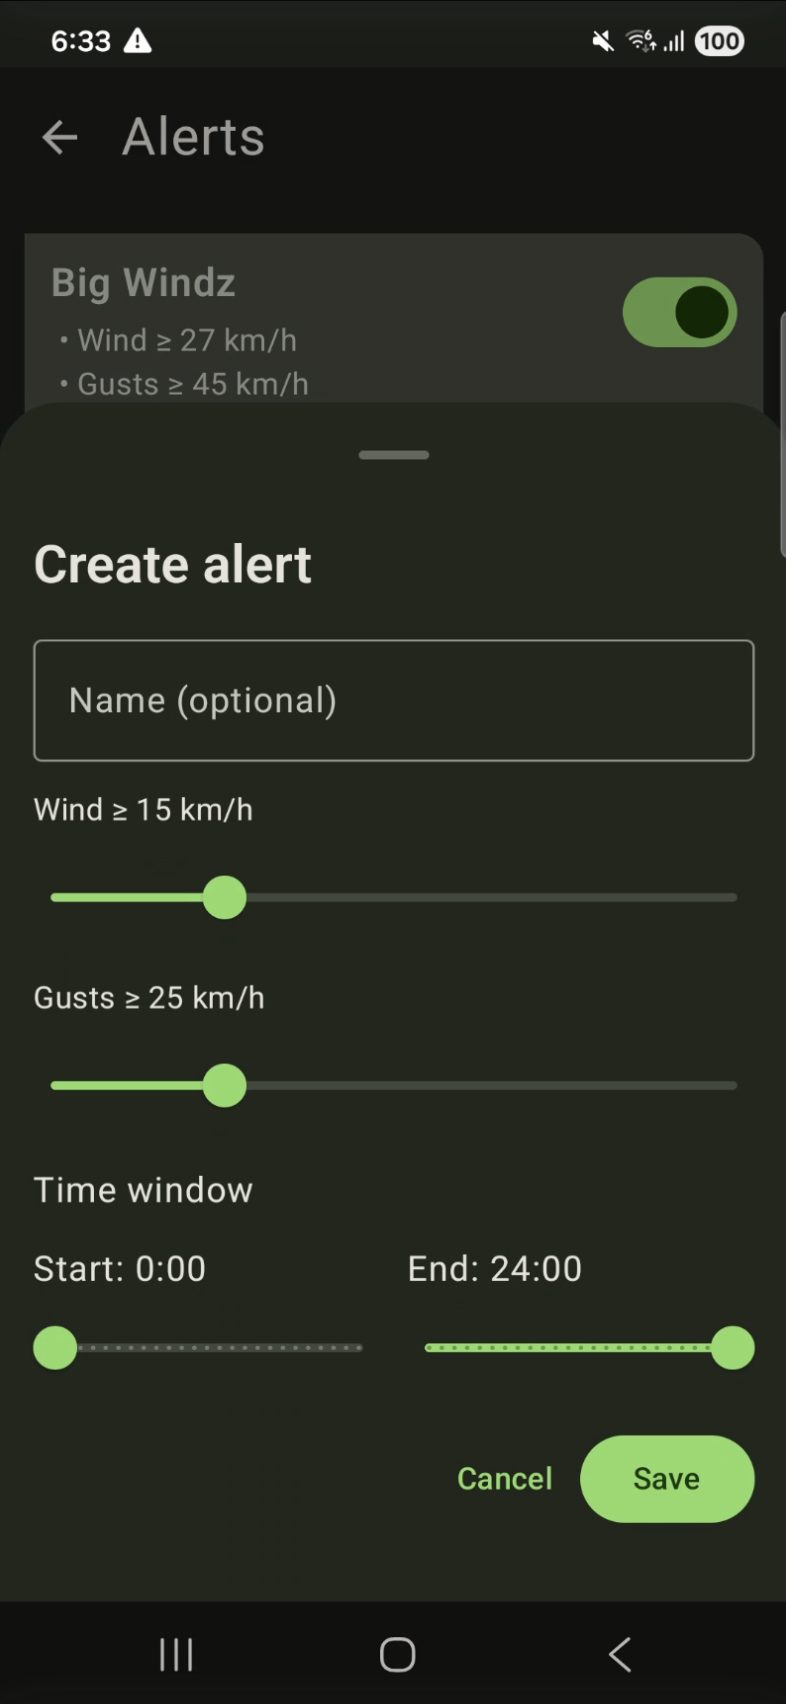 6:33
6
100
Alerts
Big Windz
• Wind ≥ 27 km/h
• Gusts ≥ 45 km/h
Create alert
Name (optional)
Wind ≥ 15 km/h
Gusts ≥ 25 km/h
Time window
Start: 0:00 End: 24:00
Cancel Save